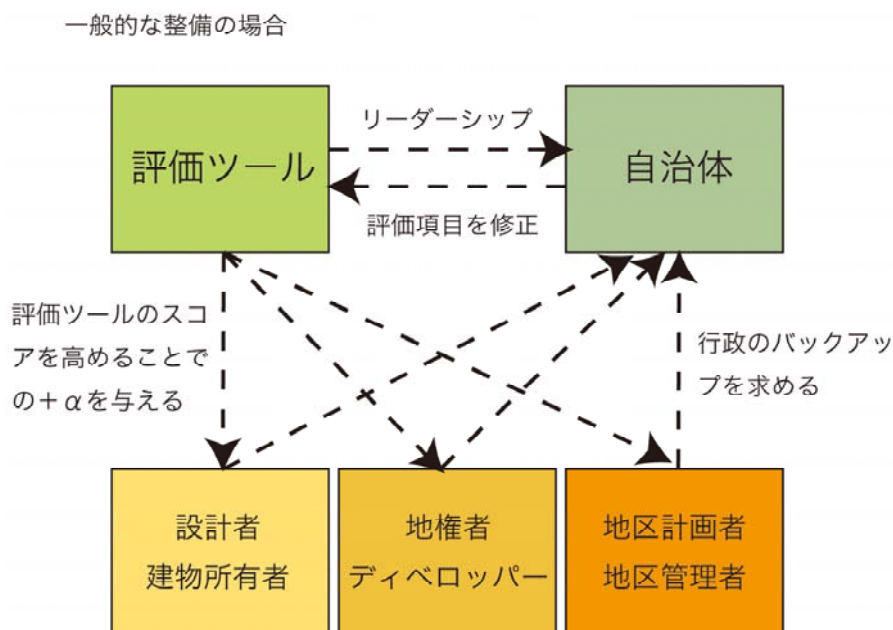 一般的な整備の場合
リーダーシップ
評価ツール
自治体
評価項目を修正
評価ツールのスコ
アを高めることで
の+αを与える
行政のバックアッ
プを求める
設計者
建物所有者
地権者
ディベロッパー
地区計画者
地区管理者